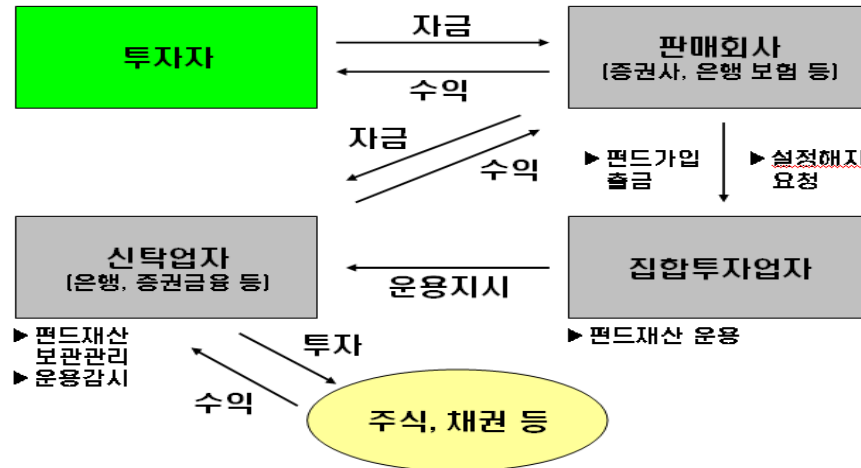 투자자
자금
수익
판매회사
(증권사, 은행 보험 등)
자금
수익
▶ 펀드가입
출금
▶ 설정해지
요청
신탁업자
(은행, 증권금융 등)
운용지시
집합투자업자
▶ 펀드재산
보관관리
▶ 운용감시
투자
수익
▶ 펀드재산 운용
주식, 채권 등